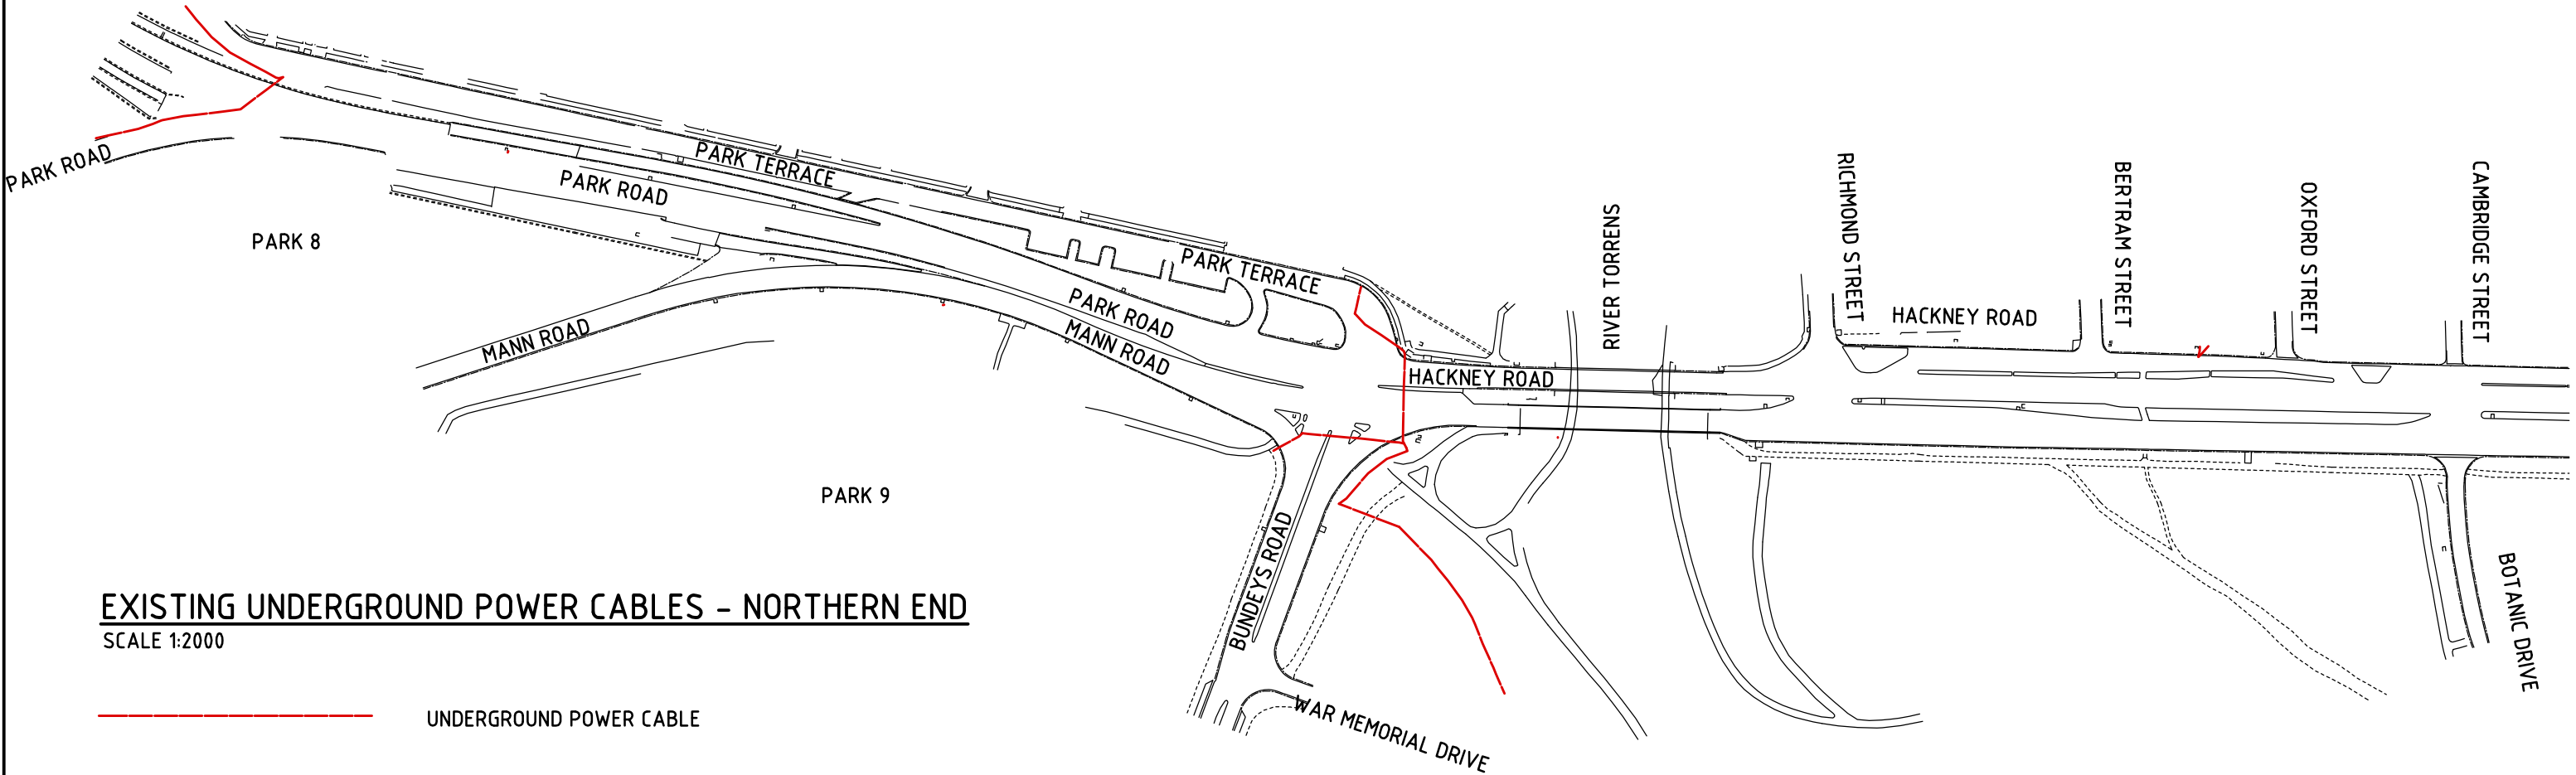 PARK ROAD
PARK 8
PARK TERRACE
PARK ROAD
MANN ROAD
PARK TERRACE
PARK ROAD
MANN ROAD
PARK 9
HACKNEY ROAD
RIVER TORRENS
RICHMOND STREET
HACKNEY ROAD
BERTRAM STREET
OXFORD STREET
CAMBRIDGE STREET
BUNDEYS ROAD
WAR MEMORIAL DRIVE
BOTANIC DRIVE
EXISTING UNDERGROUND POWER CABLES - NORTHERN END
SCALE 1:2000
UNDERGROUND POWER CABLE